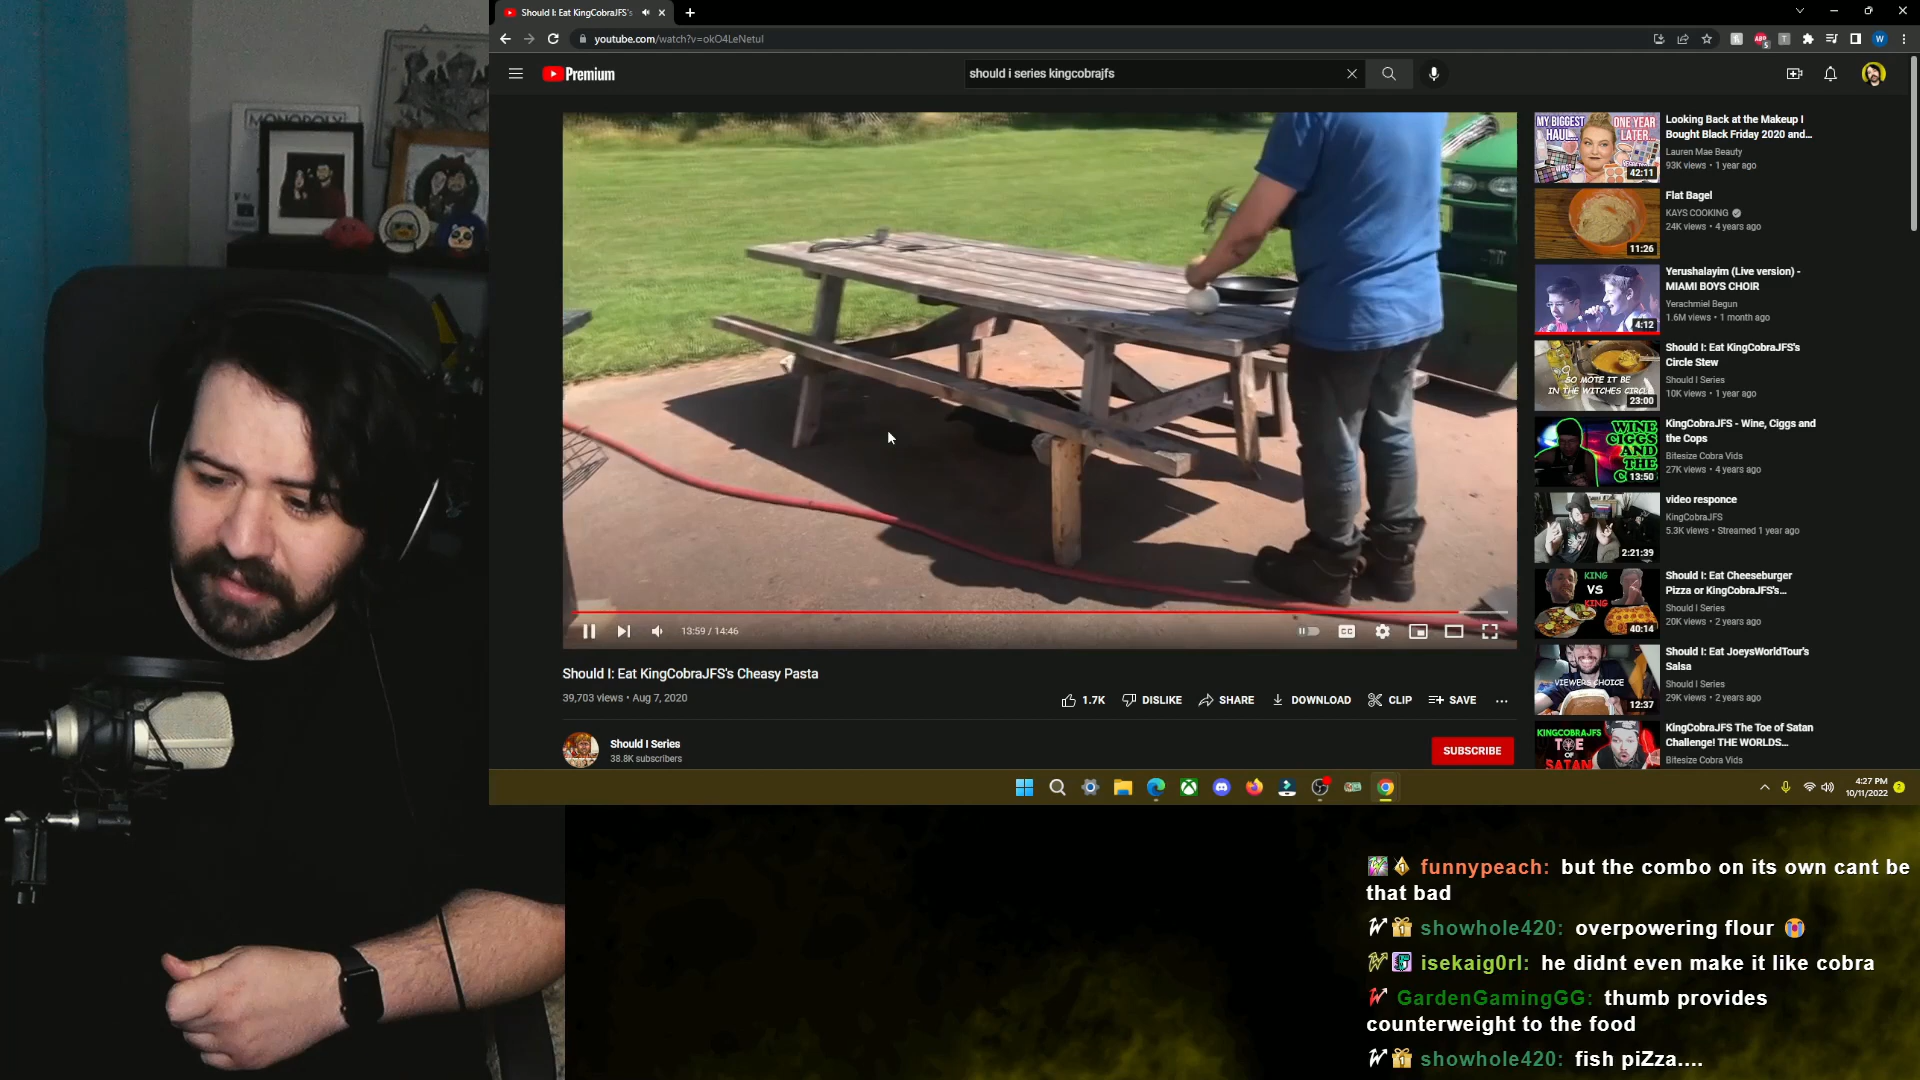 Should I: Eat KingCobraJFS's
youtube.com/watch?v=okO4LeNetuI
Premium
should i series kingcobrajfs
MONOPOLY
13:59 / 14:46
CC
Should I: Eat KingCobraJFS's Cheasy Pasta
39,703 views • Aug 7, 2020
1.7K
DISLIKE
SHARE
DOWNLOAD
CLIP
SAVE
Should I Series
38.8K subscribers
SUBSCRIBE
MY BIGGEST HAUL...
ONE YEAR LATER...
42:11
Looking Back at the Makeup I
Bought Black Friday 2020 and...
Lauren Mae Beauty
93K views • 1 year ago
11:26
Flat Bagel
KAYS COOKING
24K views • 4 years ago
4:12
Yerushalayim (Live version) -
MIAMI BOYS CHOIR
Yerachmiel Begun
1.6M views • 1 month ago
SO MOTE IT BE
IN THE WITCHES CIRCLE
23:00
Should I: Eat KingCobraJFS's
Circle Stew
Should I Series
10K views • 1 year ago
WINE
CIGGS
AND
THE
13:50
KingCobraJFS - Wine, Ciggs and
the Cops
Bitesize Cobra Vids
27K views • 4 years ago
2:21:39
video responce
KingCobraJFS
5.3K views • Streamed 1 year ago
KING
VS
KING
40:14
Should I: Eat Cheeseburger
Pizza or KingCobraJFS's...
Should I Series
20K views • 2 years ago
VIEWERS CHOICE
12:37
Should I: Eat JoeysWorldTour's
Salsa
Should I Series
29K views • 2 years ago
KINGCOBRAJFS
TOE
OF
SATAN
KingCobraJFS The Toe of Satan
Challenge! THE WORLDS...
Bitesize Cobra Vids
4:27 PM
10/11/2022
funnypeach: but the combo on its own cant be
that bad
showhole420: overpowering flour 😭
isekaig0rl: he didnt even make it like cobra
GardenGamingGG: thumb provides
counterweight to the food
showhole420: fish piZza....